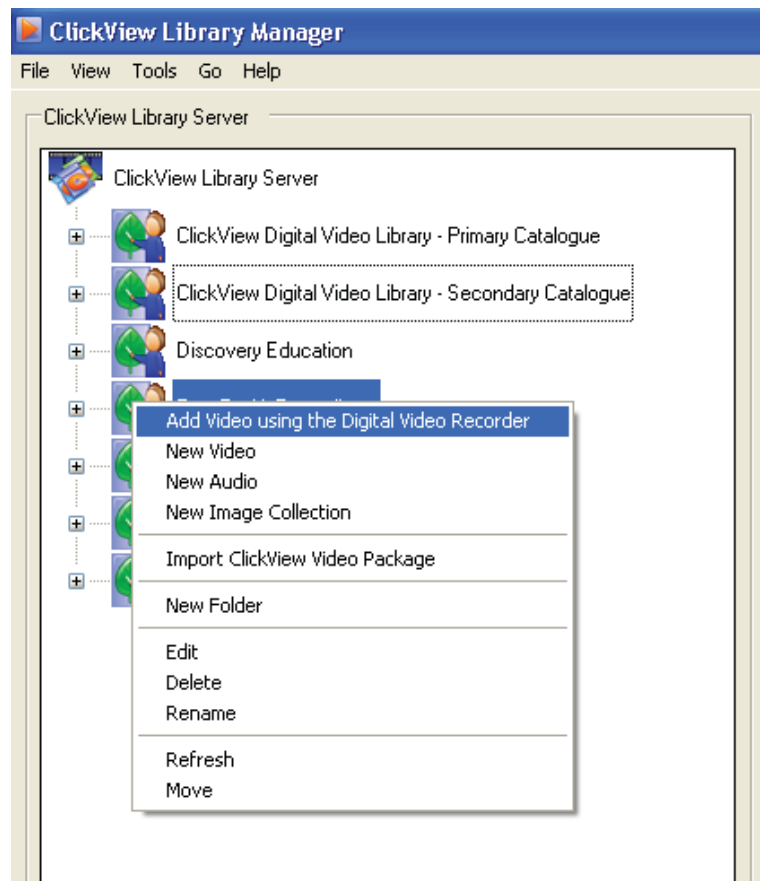 ClickView Library Manager
File View Tools Go Help
ClickView Library Server
ClickView Library Server
ClickView Digital Video Library - Primary Catalogue
ClickView Digital Video Library - Secondary Catalogue
Discovery Education
Add Video using the Digital Video Recorder
New Video
New Audio
New Image Collection
Import ClickView Video Package
New Folder
Edit
Delete
Rename
Refresh
Move